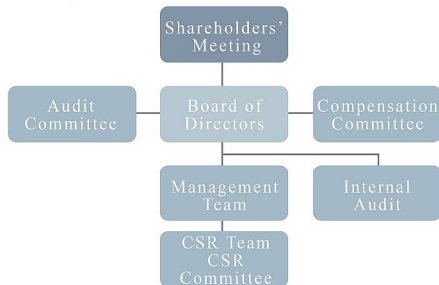 Shareholders'
Meeting
Audit
Committee
Board of
Directors
Compensation
Committee
Management
Team
Internal
Audit
CSR Team
CSR
Committee